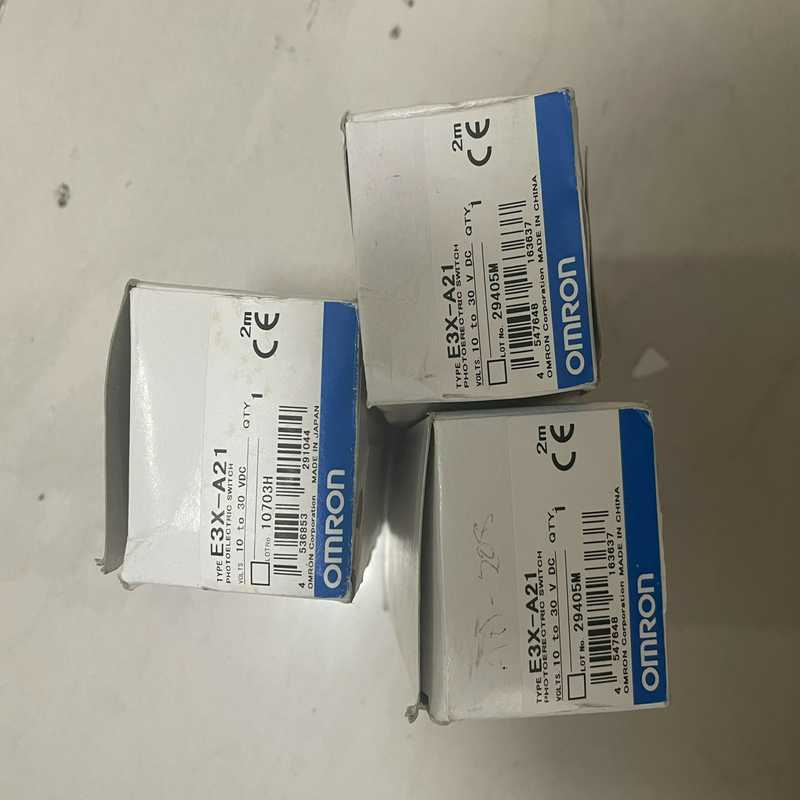 TYPE E3X-A21
PHOTOELECTRIC SWITCH
VOLTS 10 to 30 VDC QTY.
LOT No. 10703H 1
4 536853 291044
OMRON Corporation MADE IN JAPAN
OMRON
2m
CE
TYPE E3X-A21
PHOTOERECTRIC SWITCH
VOLTS 10 to 30 V DC QTY.
LOT No. 29405M 1
4 547648 163637
OMRON Corporation MADE IN CHINA
OMRON
2m
CE
TYPE E3X-A21
PHOTOERECTRIC SWITCH
VOLTS. 10 to 30 V DC QTY.
LOT No. 29405M 1
4 547648 163637
OMRON Corporation MADE IN CHINA
OMRON
2m
CE